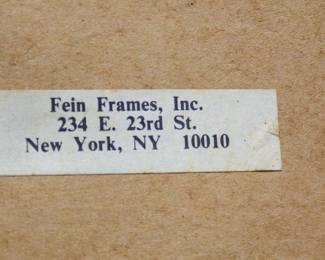 Fein Frames, Inc.
234 E. 23rd St.
New York, NY 10010